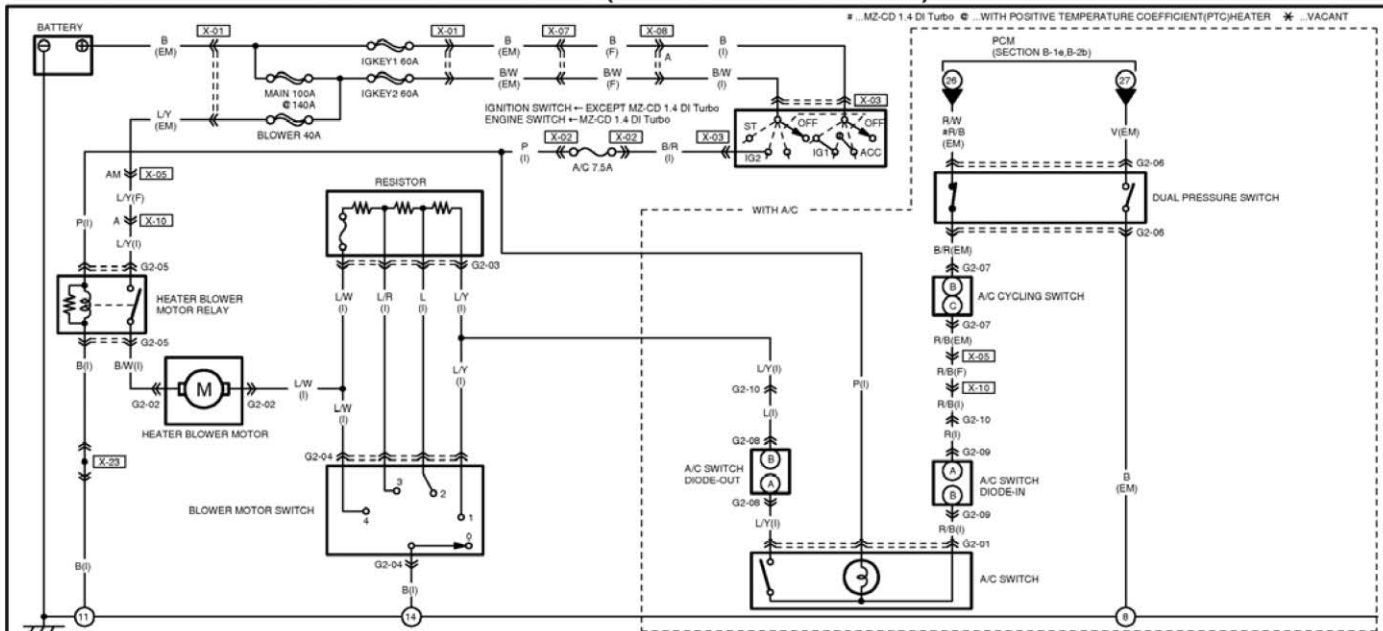 # ...MZ-CD 1.4 DI Turbo @ ...WITH POSITIVE TEMPERATURE COEFFICIENT(PTC)HEATER ✳ ...VACANT
BATTERY
X-01
B
(EM)
IGKEY1 60A
X-01
B
(EM)
X-07
B
(F)
X-08
A
B
(I)
MAIN 100A
@ 140A
IGKEY2 60A
B/W
(EM)
B/W
(F)
B/W
(I)
L/Y
(EM)
BLOWER 40A
IGNITION SWITCH ← EXCEPT MZ-CD 1.4 DI Turbo
ENGINE SWITCH ← MZ-CD 1.4 DI Turbo
X-03
ST
OFF
OFF
IG2
IG1
ACC
P
(I)
X-02
A/C 7.5A
X-02
B/R
(I)
X-03
PCM
(SECTION B-1e,B-2b)
26
27
R/W
#R/B
(EM)
V(EM)
G2-06
DUAL PRESSURE SWITCH
G2-06
WITH A/C
AM
X-05
L/Y(F)
A
X-10
L/Y(I)
P(I)
G2-05
HEATER BLOWER
MOTOR RELAY
G2-05
B(I)
B/W(I)
RESISTOR
G2-03
L/W
(I)
L/R
(I)
L
(I)
L/Y
(I)
B/R(EM)
G2-07
B
C
A/C CYCLING SWITCH
G2-07
R/B(EM)
X-05
R/B(F)
X-10
R/B(I)
G2-10
R(I)
G2-09
A
B
A/C SWITCH
DIODE-IN
G2-09
R/B(I)
G2-01
G2-02
M
G2-02
HEATER BLOWER MOTOR
L/W
(I)
L/W
(I)
L/Y
(I)
L/Y(I)
G2-10
L(I)
G2-08
B
A
A/C SWITCH
DIODE-OUT
G2-08
L/Y(I)
P(I)
B
(EM)
X-23
G2-04
BLOWER MOTOR SWITCH
3
2
4
1
0
G2-04
B(I)
B(I)
A/C SWITCH
11
14
8